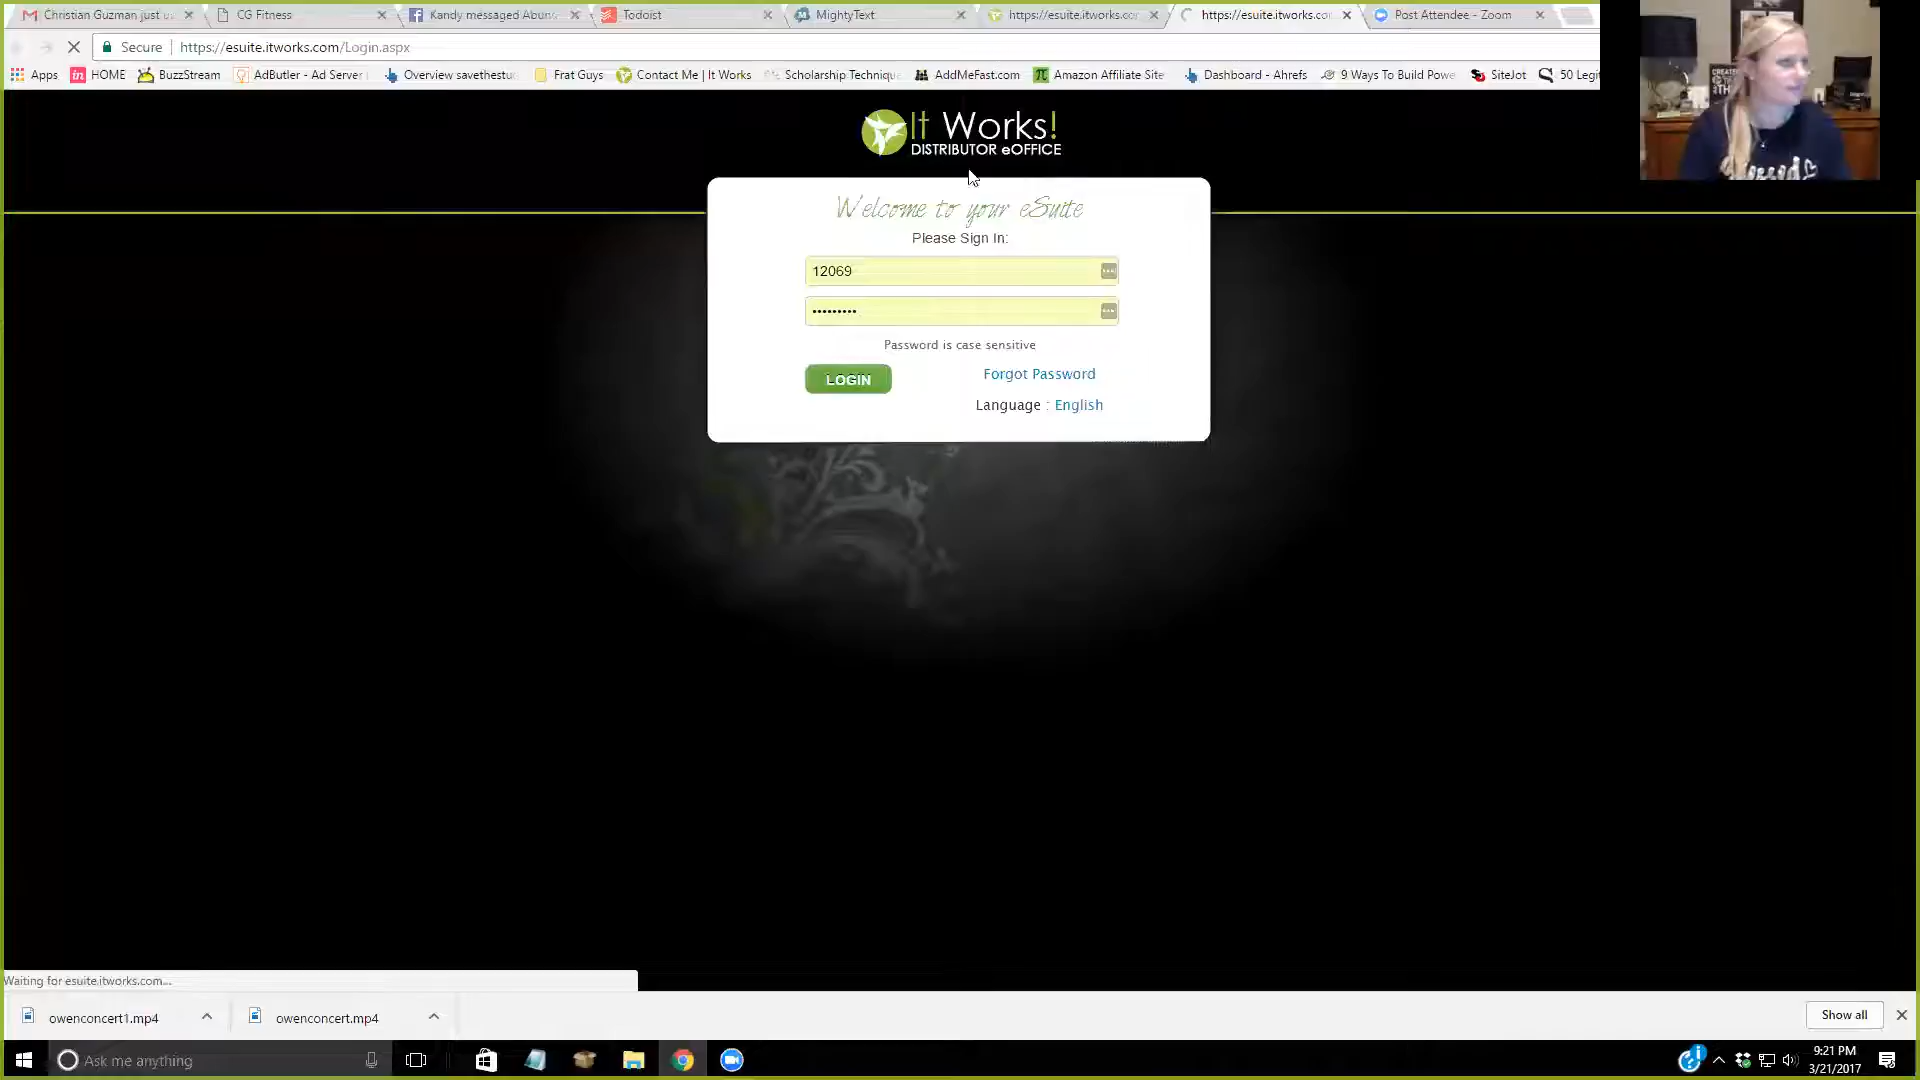 Christian Guzman just us
CG Fitness
Kandy messaged Abun
Todoist
MightyText
https://esuite.itworks.cor
https://esuite.itworks.co
Post Attendee - Zoom
Secure
https://esuite.itworks.com/Login.aspx
Apps
in HOME
BuzzStream
AdButler - Ad Server
Overview savethestu
Frat Guys
Contact Me | It Works
Scholarship Technique
AddMeFast.com
Amazon Affiliate Site
Dashboard - Ahrefs
9 Ways To Build Powe
SiteJot
50 Legit
It Works!
DISTRIBUTOR eOFFICE
Welcome to your eSuite
Please Sign In:
12069
•••••••••
Password is case sensitive
LOGIN
Forgot Password
Language : English
Waiting for esuite.itworks.com...
owenconcert1.mp4
owenconcert.mp4
Show all
Ask me anything
9:21 PM
3/21/2017